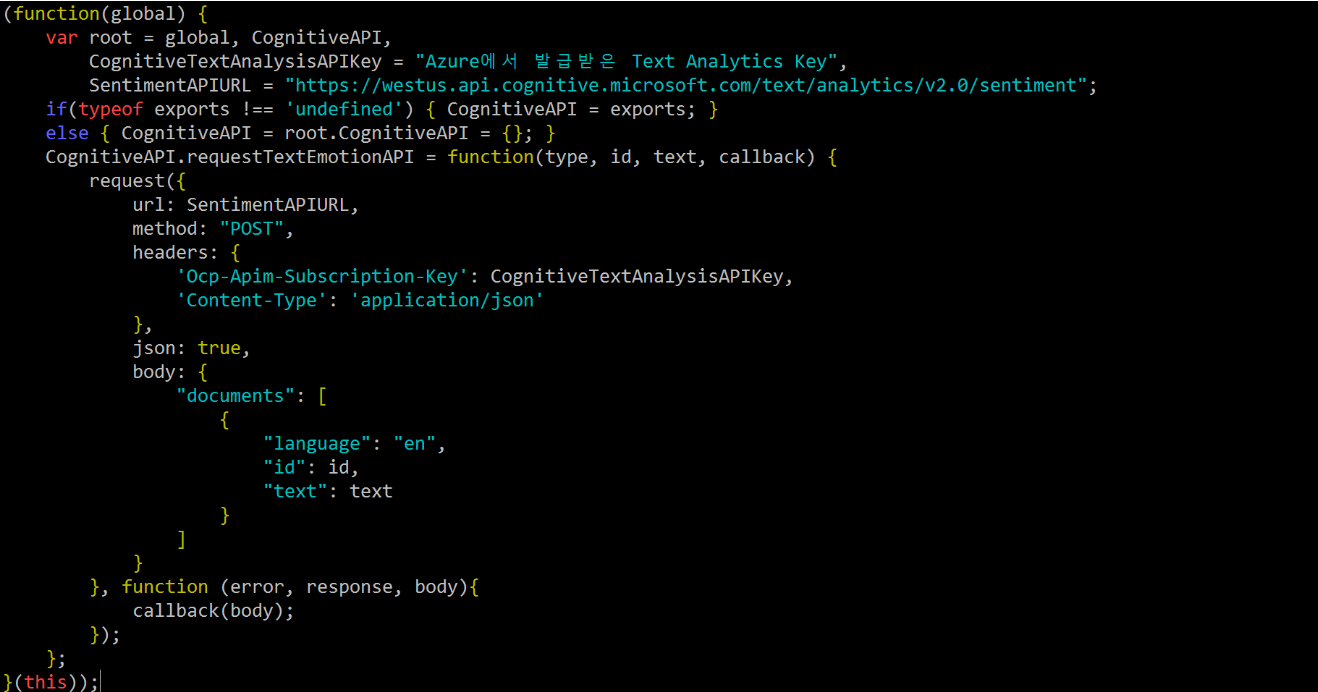 (function(global) {
    var root = global, CognitiveAPI,
        CognitiveTextAnalysisAPIKey = "Azure에서 발급받은 Text Analytics Key",
        SentimentAPIURL = "https://westus.api.cognitive.microsoft.com/text/analytics/v2.0/sentiment";
    if(typeof exports !== 'undefined') { CognitiveAPI = exports; }
    else { CognitiveAPI = root.CognitiveAPI = {}; }
    CognitiveAPI.requestTextEmotionAPI = function(type, id, text, callback) {
        request({
            url: SentimentAPIURL,
            method: "POST",
            headers: {
                'Ocp-Apim-Subscription-Key': CognitiveTextAnalysisAPIKey,
                'Content-Type': 'application/json'
            },
            json: true,
            body: {
                "documents": [
                    {
                        "language": "en",
                        "id": id,
                        "text": text
                    }
                ]
            }
        }, function (error, response, body){
            callback(body);
        });
    };
}(this));